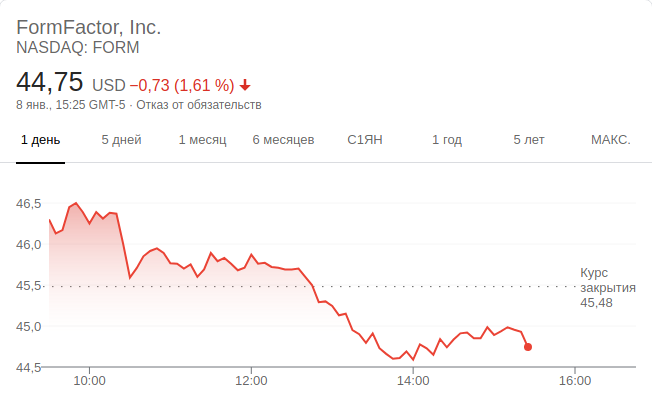 FormFactor, Inc.
NASDAQ: FORM
44,75 USD −0,73 (1,61 %)
8 янв., 15:25 GMT-5 · Отказ от обязательств
1 день 5 дней 1 месяц 6 месяцев С1ЯН 1 год 5 лет МАКС.
46,5
46,0
45,5
45,0
44,5
Курс
закрытия
45,48
10:00 12:00 14:00 16:00